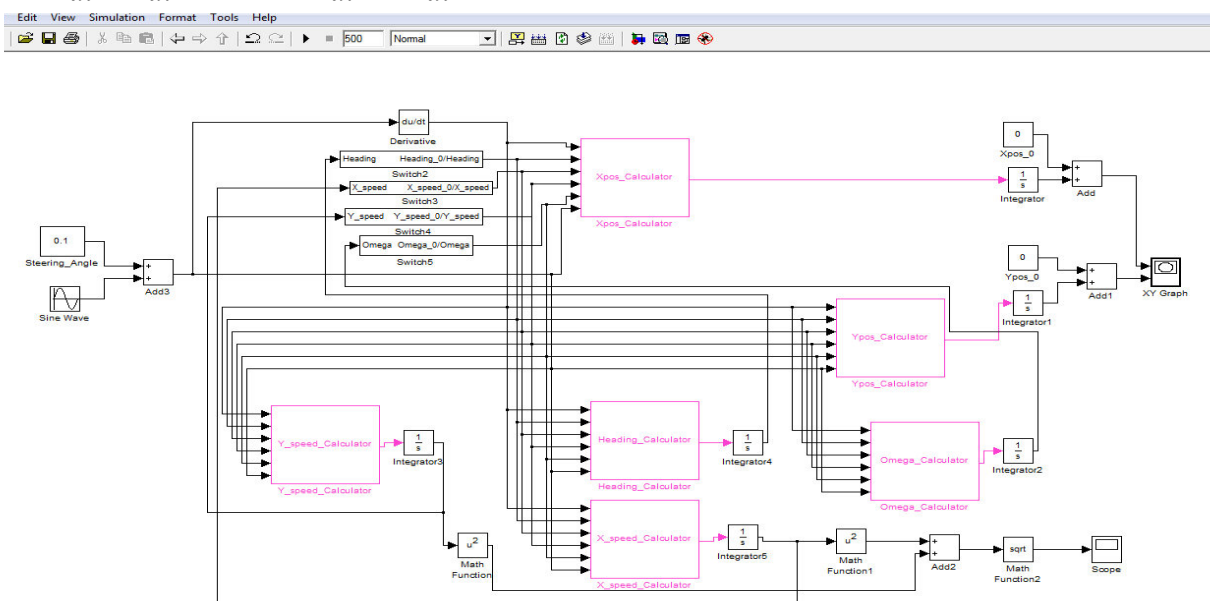 Edit View Simulation Format Tools Help
500 Normal
du/dt
Derivative
Heading Heading_0/Heading
Switch2
X_speed X_speed_0/X_speed
Switch3
Y_speed Y_speed_0/Y_speed
Switch4
Omega Omega_0/Omega
Switch5
Xpos_Calculator
Xpos_Calculator
0
Xpos_0
1
s
Integrator
+
+
Add
0.1
Steering_Angle
Sine Wave
+
+
Add3
0
Ypos_0
1
s
Integrator1
+
+
Add1
XY Graph
Ypos_Calculator
Ypos_Calculator
Y_speed_Calculator
Y_speed_Calculator
1
s
Integrator3
Heading_Calculator
Heading_Calculator
1
s
Integrator4
Omega_Calculator
Omega_Calculator
1
s
Integrator2
u²
Math
Function
X_speed_Calculator
X_speed_Calculator
1
s
Integrator5
u²
Math
Function1
+
+
Add2
sqrt
Math
Function2
Scope